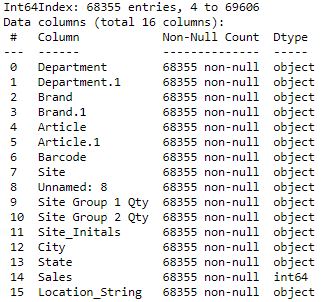 Int64Index: 68355 entries, 4 to 69606
Data columns (total 16 columns):
 #   Column            Non-Null Count  Dtype
---  ------            --------------  -----
 0   Department        68355 non-null  object
 1   Department.1      68355 non-null  object
 2   Brand             68355 non-null  object
 3   Brand.1           68355 non-null  object
 4   Article           68355 non-null  object
 5   Article.1         68355 non-null  object
 6   Barcode           68355 non-null  object
 7   Site              68355 non-null  object
 8   Unnamed: 8        68355 non-null  object
 9   Site Group 1 Qty  68355 non-null  object
 10  Site Group 2 Qty  68355 non-null  object
 11  Site_Initals      68355 non-null  object
 12  City              68355 non-null  object
 13  State             68355 non-null  object
 14  Sales             68355 non-null  int64
 15  Location_String   68355 non-null  object